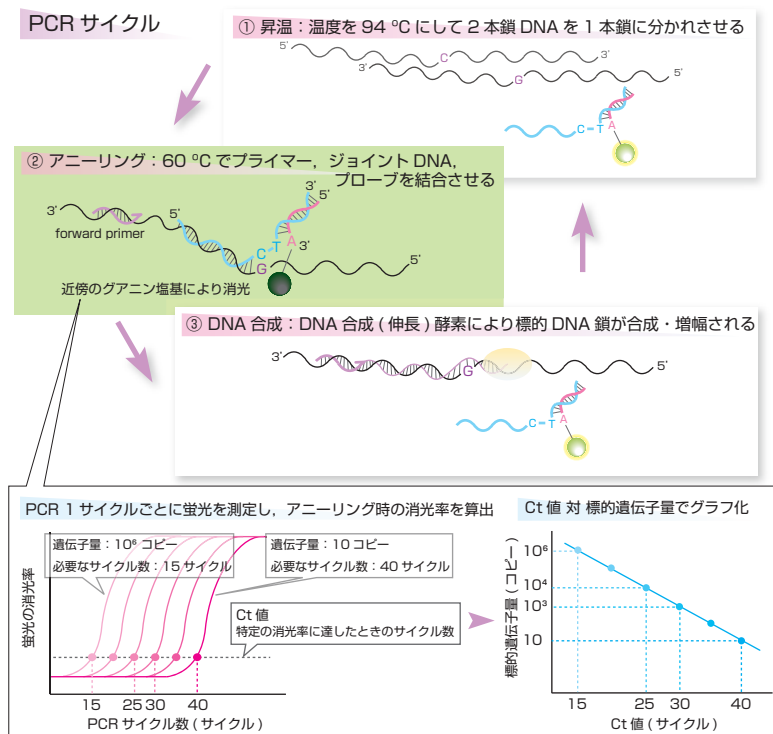 PCR サイクル
① 昇温：温度を 94 ℃ にして 2 本鎖 DNA を 1 本鎖に分かれさせる
5'
C
3'
3'
G
5'
C
T
A
② アニーリング：60 ℃ でプライマー，ジョイント DNA，
プローブを結合させる
3'
5'
3'
5'
forward primer
C
T
A
3'
G
5'
近傍のグアニン塩基により消光
③ DNA 合成：DNA 合成 ( 伸長 ) 酵素により標的 DNA 鎖が合成・増幅される
3'
G
5'
C
T
A
PCR 1 サイクルごとに蛍光を測定し，アニーリング時の消光率を算出
遺伝子量：10⁶ コピー
必要なサイクル数：15 サイクル
遺伝子量：10 コピー
必要なサイクル数：40 サイクル
Ct 値
特定の消光率に達したときのサイクル数
蛍光の消光率
15
25
30
40
PCR サイクル数 ( サイクル )
Ct 値 対 標的遺伝子量でグラフ化
標的遺伝子量 ( コピー )
10⁶
10⁴
10³
10
15
25
30
40
Ct 値 ( サイクル )